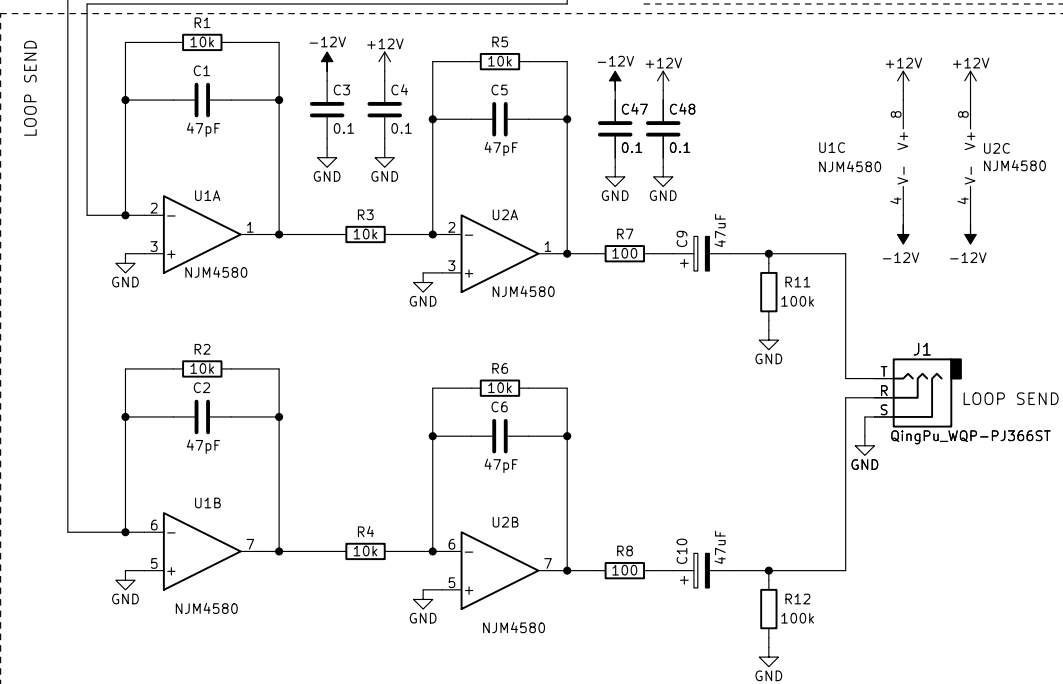 LOOP SEND
R1
10k
C1
47pF
-12V
+12V
C3
C4
0.1
0.1
GND
GND
R5
10k
C5
47pF
-12V
+12V
C47
C48
0.1
0.1
GND
GND
+12V
+12V
8
8
V+
V+
U1C
NJM4580
U2C
NJM4580
V-
V-
4
4
-12V
-12V
U1A
2
-
1
3
+
GND
NJM4580
R3
10k
U2A
2
-
1
3
+
GND
NJM4580
R7
100
C9
+
47uF
R11
100k
GND
J1
T
R
S
LOOP SEND
QingPu_WQP-PJ366ST
GND
R2
10k
C2
47pF
R6
10k
C6
47pF
U1B
6
-
7
5
+
GND
NJM4580
R4
10k
U2B
6
-
7
5
+
GND
NJM4580
R8
100
C10
+
47uF
R12
100k
GND